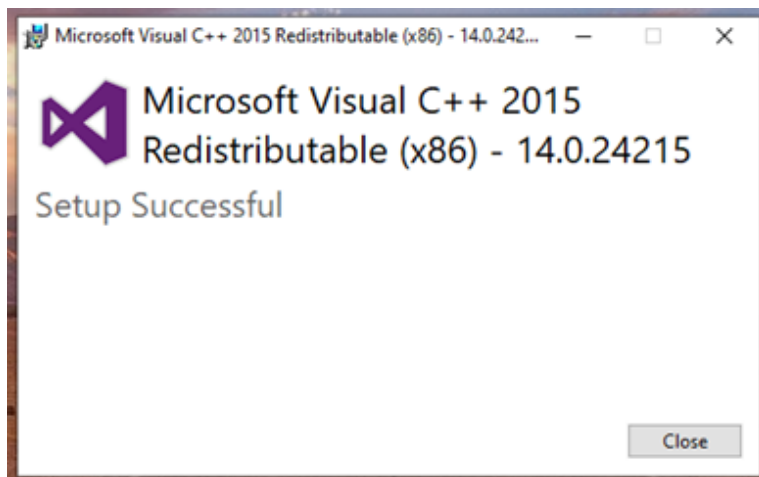 Microsoft Visual C++ 2015 Redistributable (x86) - 14.0.242...
Microsoft Visual C++ 2015
Redistributable (x86) - 14.0.24215
Setup Successful
Close